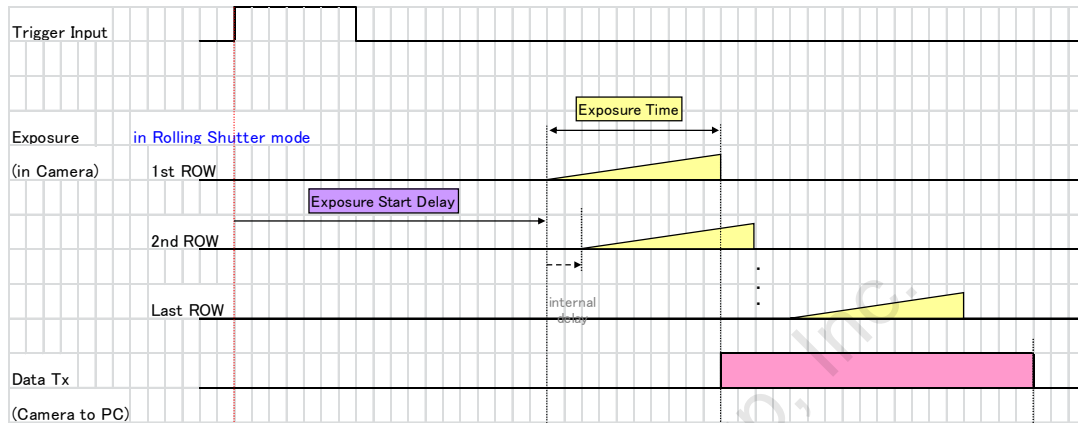 Trigger Input
Exposure Time
Exposure in Rolling Shutter mode
(in Camera) 1st ROW
Exposure Start Delay
2nd ROW
Last ROW
internal
delay
Data Tx
(Camera to PC)
, Inc.